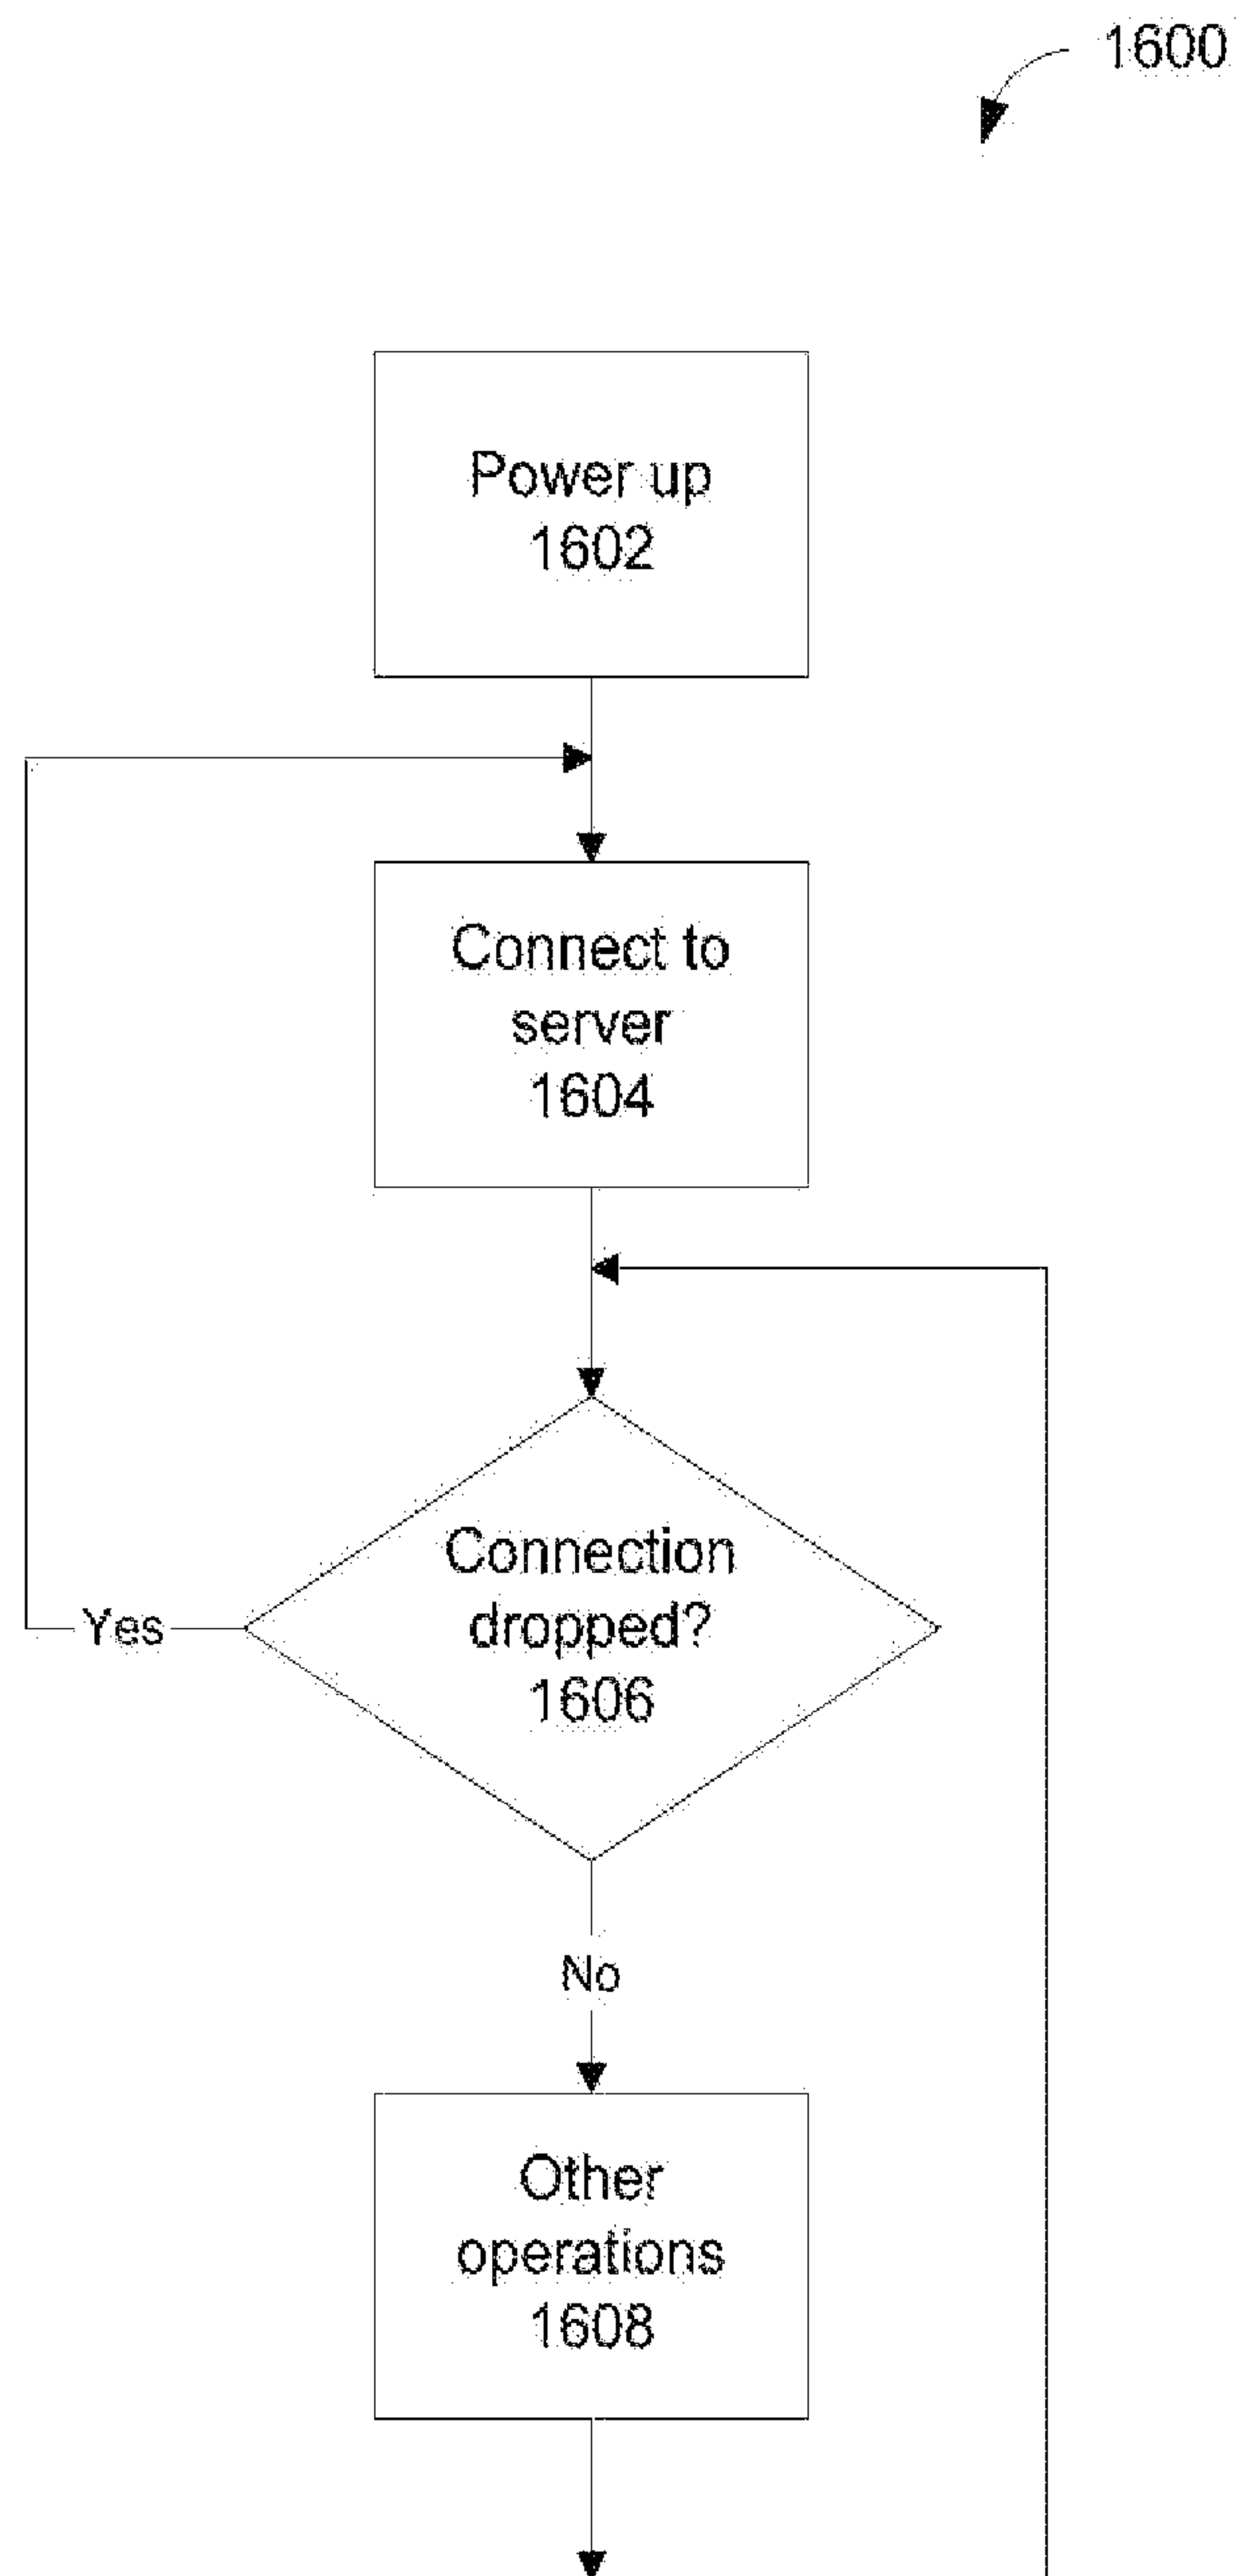 1600
Power up
1602
Connect to
server
1604
Connection
dropped?
1606
Yes
No
Other
operations
1608